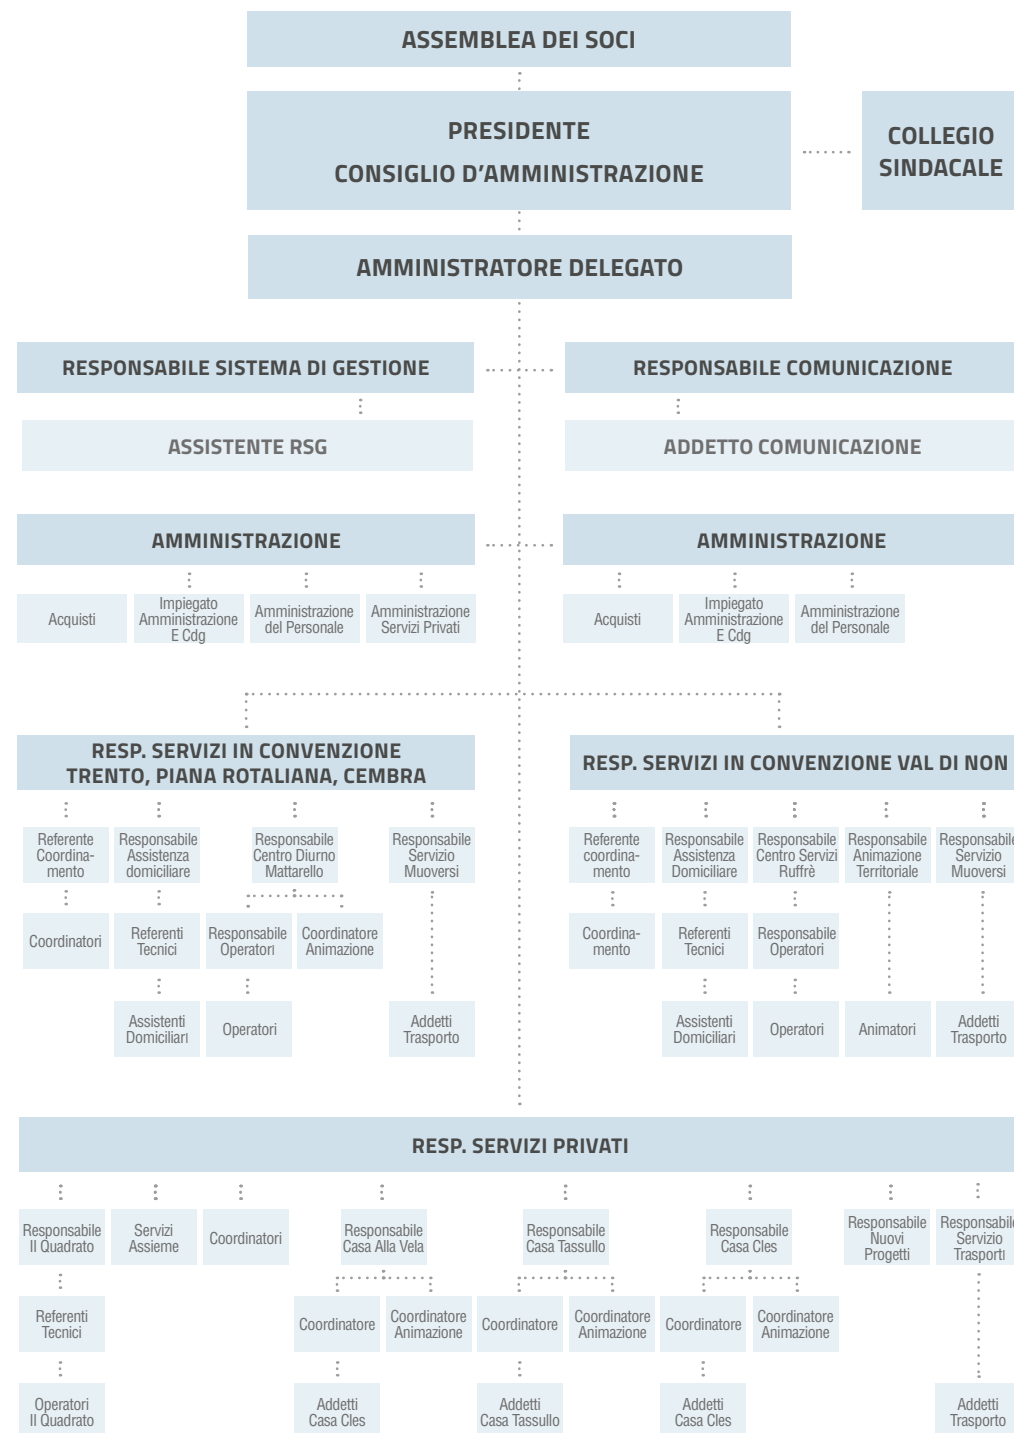 ASSEMBLEA DEI SOCI
PRESIDENTE
CONSIGLIO D'AMMINISTRAZIONE
COLLEGIO
SINDACALE
AMMINISTRATORE DELEGATO
RESPONSABILE SISTEMA DI GESTIONE
RESPONSABILE COMUNICAZIONE
ASSISTENTE RSG
ADDETTO COMUNICAZIONE
AMMINISTRAZIONE
AMMINISTRAZIONE
Acquisti
Impiegato
Amministrazione
E Cdg
Amministrazione
del Personale
Amministrazione
Servizi Privati
Acquisti
Impiegato
Amministrazione
E Cdg
Amministrazione
del Personale
RESP. SERVIZI IN CONVENZIONE
TRENTO, PIANA ROTALIANA, CEMBRA
RESP. SERVIZI IN CONVENZIONE VAL DI NON
Referente
Coordina-
mento
Responsabile
Assistenza
domiciliare
Responsabile
Centro Diurno
Mattarello
Responsabile
Servizio
Muoversi
Referente
coordina-
mento
Responsabile
Assistenza
Domiciliare
Responsabile
Centro Servizi
Ruffrè
Responsabile
Animazione
Territoriale
Responsabile
Servizio
Muoversi
Coordinatori
Referenti
Tecnici
Responsabile
Operatori
Coordinatore
Animazione
Coordina-
mento
Referenti
Tecnici
Responsabile
Operatori
Assistenti
Domiciliari
Operatori
Addetti
Trasporto
Assistenti
Domiciliari
Operatori
Animatori
Addetti
Trasporto
RESP. SERVIZI PRIVATI
Responsabile
Il Quadrato
Servizi
Assieme
Coordinatori
Responsabile
Casa Alla Vela
Responsabile
Casa Tassullo
Responsabile
Casa Cles
Responsabile
Nuovi
Progetti
Responsabile
Servizio
Trasporti
Referenti
Tecnici
Coordinatore
Coordinatore
Animazione
Coordinatore
Coordinatore
Animazione
Coordinatore
Coordinatore
Animazione
Operatori
Il Quadrato
Addetti
Casa Cles
Addetti
Casa Tassullo
Addetti
Casa Cles
Addetti
Trasporto